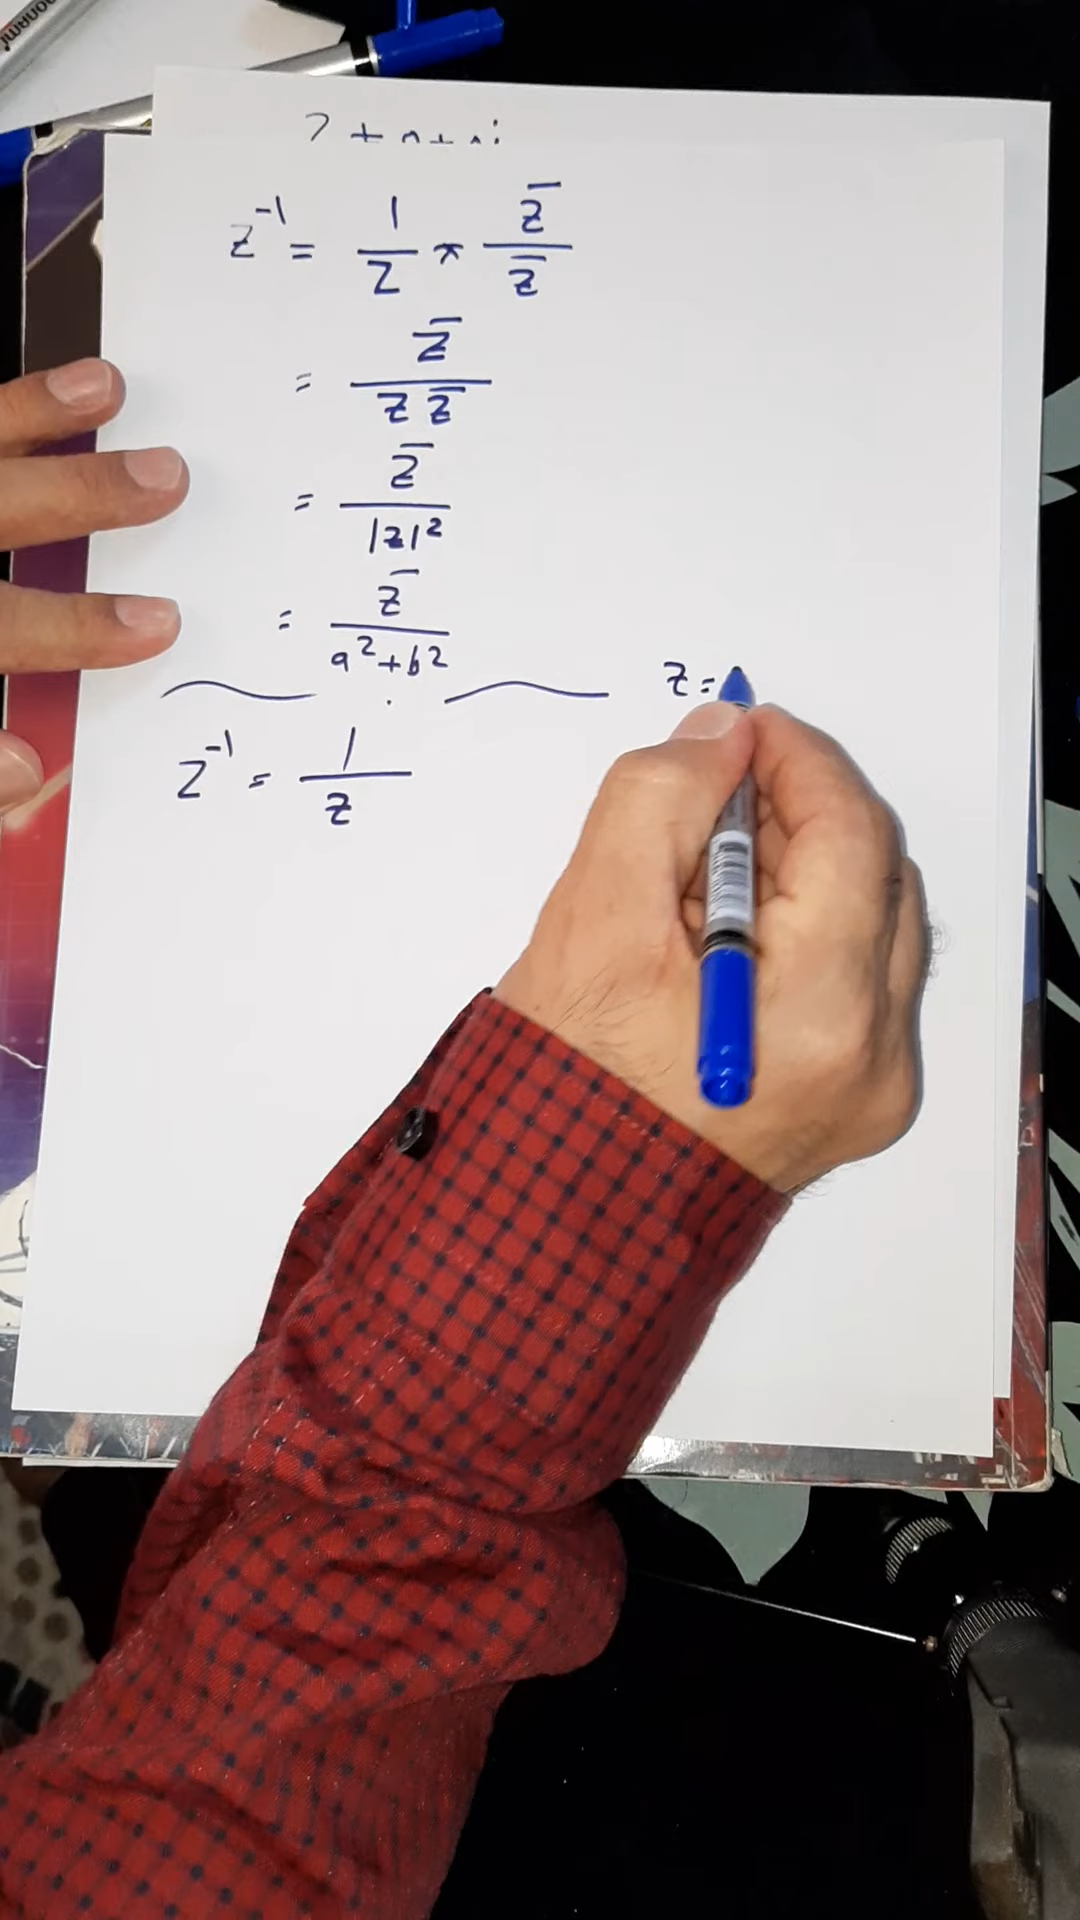 z⁻¹ = 1/z * z̄/z̄
= z̄/(z z̄)
= z̄/|z|²
= z̄/(a²+b²)
z =
z⁻¹ = 1/z